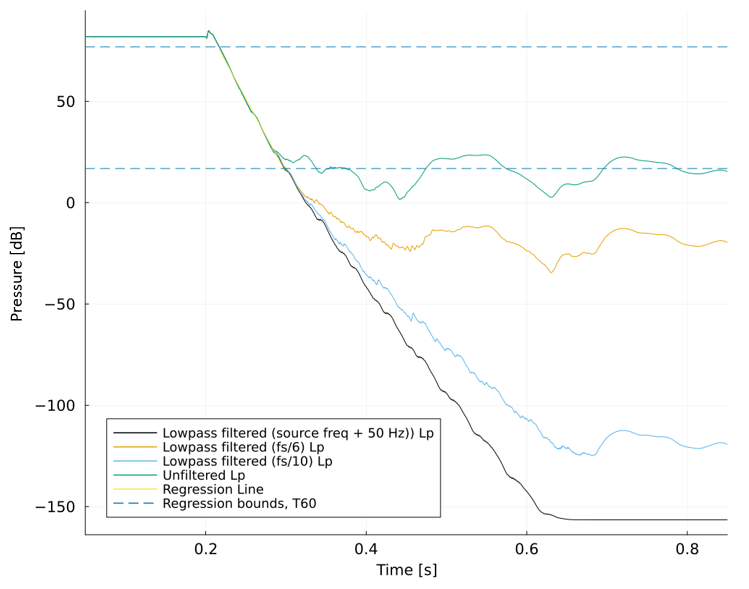 50
0
−50
−100
−150
Pressure [dB]
Lowpass filtered (source freq + 50 Hz)) Lp
Lowpass filtered (fs/6) Lp
Lowpass filtered (fs/10) Lp
Unfiltered Lp
Regression Line
Regression bounds, T60
0.2
0.4
0.6
0.8
Time [s]